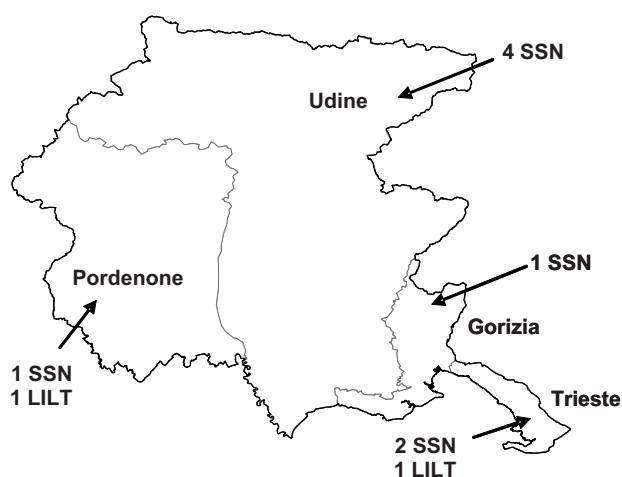 4 SSN
Udine
1 SSN
Pordenone
Gorizia
1 SSN
1 LILT
Trieste
2 SSN
1 LILT